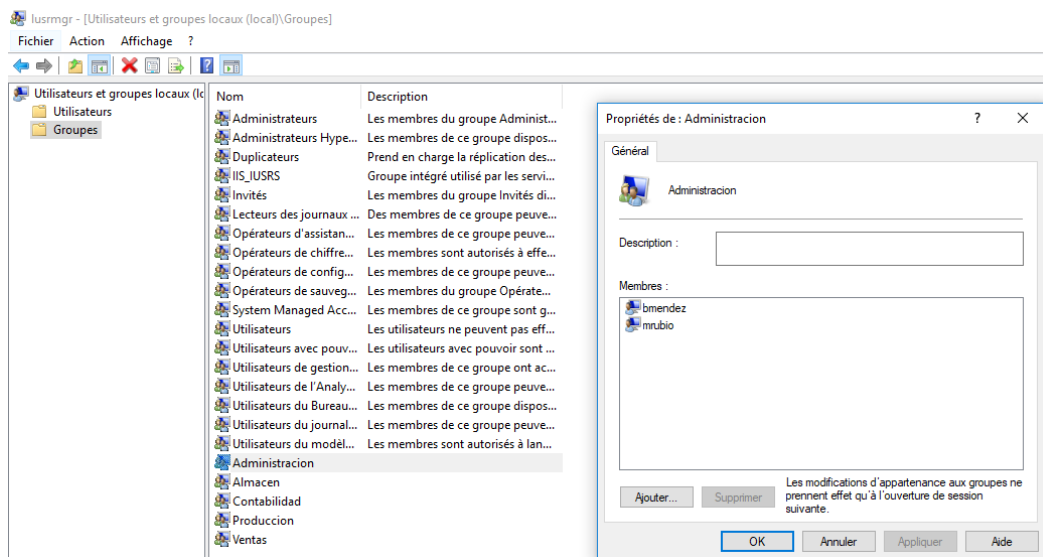 lusrmgr - [Utilisateurs et groupes locaux (local)\Groupes]
Fichier Action Affichage ?
Utilisateurs et groupes locaux (lc
Utilisateurs
Groupes
Nom Description
Administrateurs Les membres du groupe Administ...
Administrateurs Hype... Les membres de ce groupe dispos...
Duplicateurs Prend en charge la réplication des...
IIS_IUSRS Groupe intégré utilisé par les servi...
Invités Les membres du groupe Invités di...
Lecteurs des journaux ... Des membres de ce groupe peuve...
Opérateurs d'assistan... Les membres de ce groupe peuve...
Opérateurs de chiffre... Les membres sont autorisés à effe...
Opérateurs de config... Les membres de ce groupe peuve...
Opérateurs de sauveg... Les membres du groupe Opérate...
System Managed Acc... Les membres de ce groupe sont g...
Utilisateurs Les utilisateurs ne peuvent pas eff...
Utilisateurs avec pouv... Les utilisateurs avec pouvoir sont ...
Utilisateurs de gestion... Les membres de ce groupe ont ac...
Utilisateurs de l'Analy... Les membres de ce groupe peuve...
Utilisateurs du Bureau... Les membres de ce groupe dispos...
Utilisateurs du journal... Les membres de ce groupe peuve...
Utilisateurs du modèl... Les membres sont autorisés à lan...
Administracion
Almacen
Contabilidad
Produccion
Ventas
Propriétés de : Administracion ? X
Général
Administracion
Description :
Membres :
bmendez
mrubio
Ajouter... Supprimer
Les modifications d'appartenance aux groupes ne
prennent effet qu'à l'ouverture de session
suivante.
OK Annuler Appliquer Aide